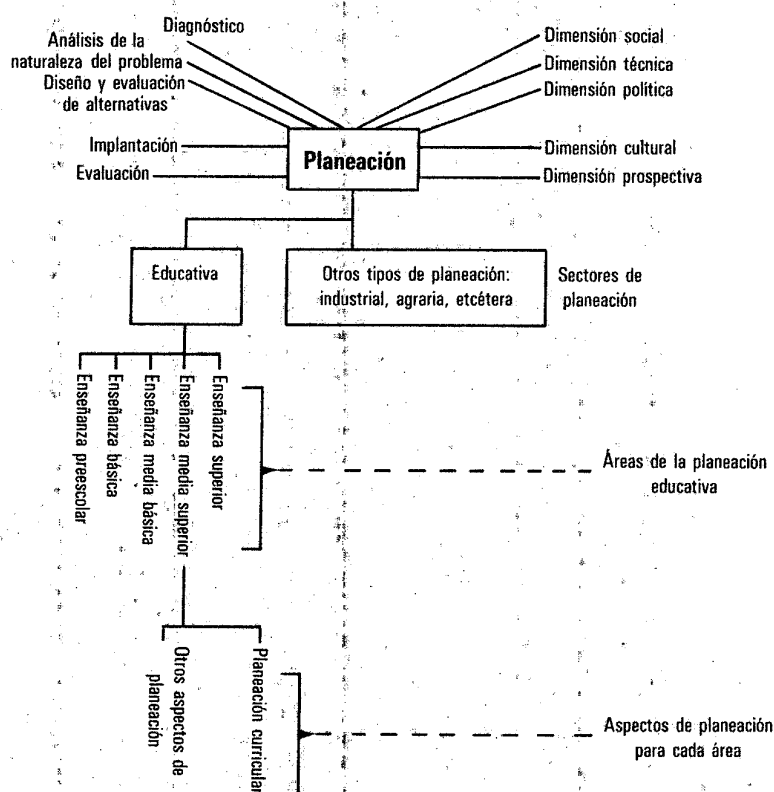 Diagnóstico
Análisis de la
naturaleza del problema
Diseño y evaluación
de alternativas
Implantación
Evaluación
Planeación
Dimensión social
Dimensión técnica
Dimensión política
Dimensión cultural
Dimensión prospectiva
Educativa
Otros tipos de planeación:
industrial, agraria, etcétera
Sectores de
planeación
Enseñanza preescolar
Enseñanza básica
Enseñanza media básica
Enseñanza media superior
Enseñanza superior
Áreas de la planeación
educativa
Otros aspectos de
planeación
Planeación curricular
Aspectos de planeación
para cada área